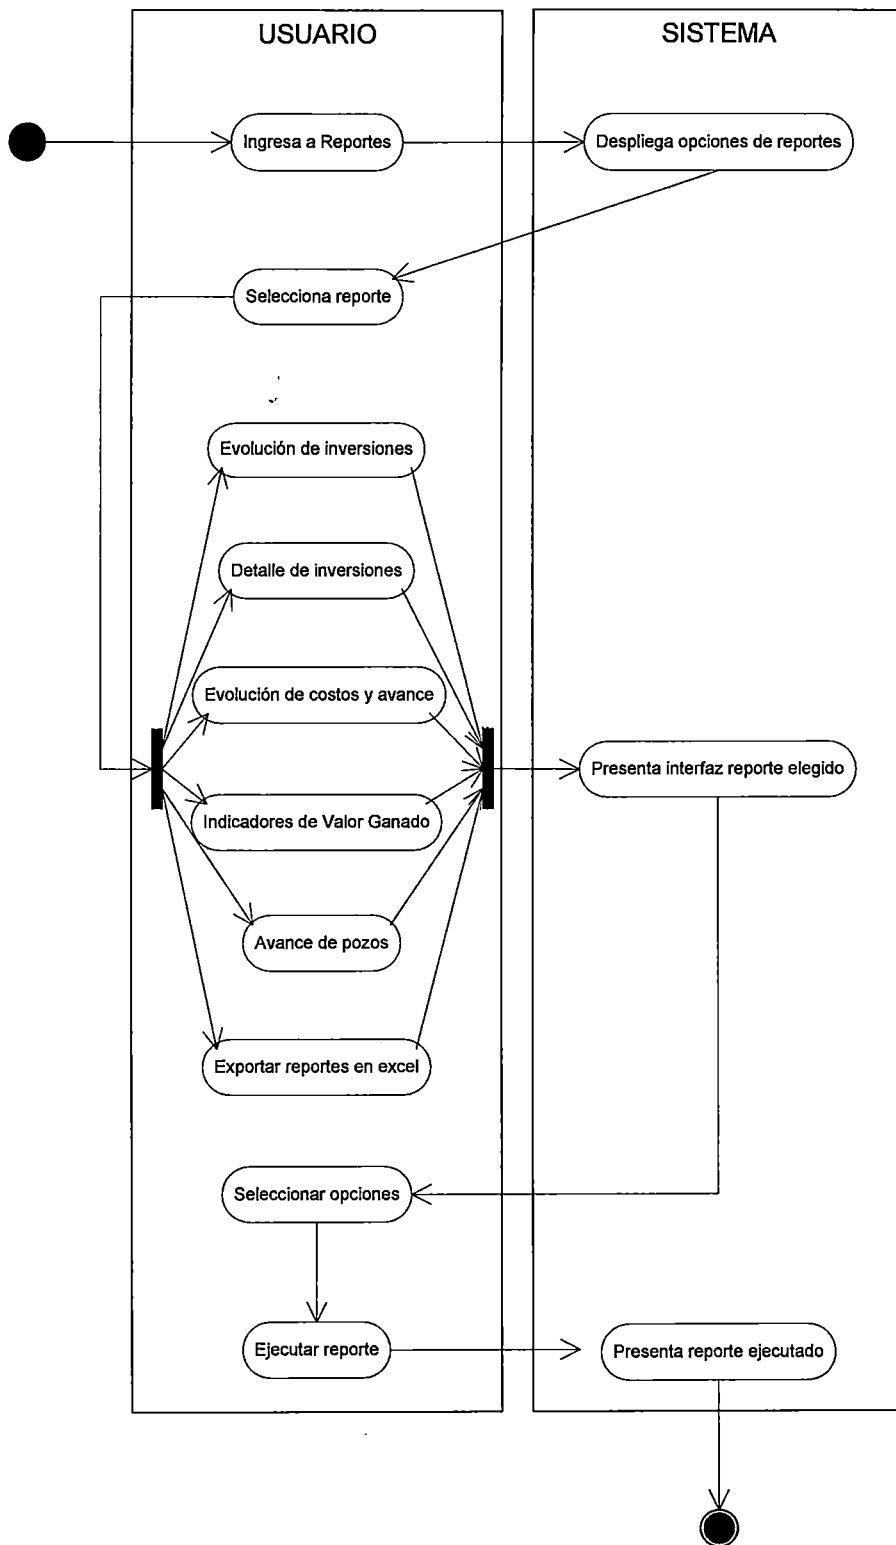 USUARIO
SISTEMA
Ingresa a Reportes
Despliega opciones de reportes
Selecciona reporte
Evolución de inversiones
Detalle de inversiones
Evolución de costos y avance
Presenta interfaz reporte elegido
Indicadores de Valor Ganado
Avance de pozos
Exportar reportes en excel
Seleccionar opciones
Ejecutar reporte
Presenta reporte ejecutado